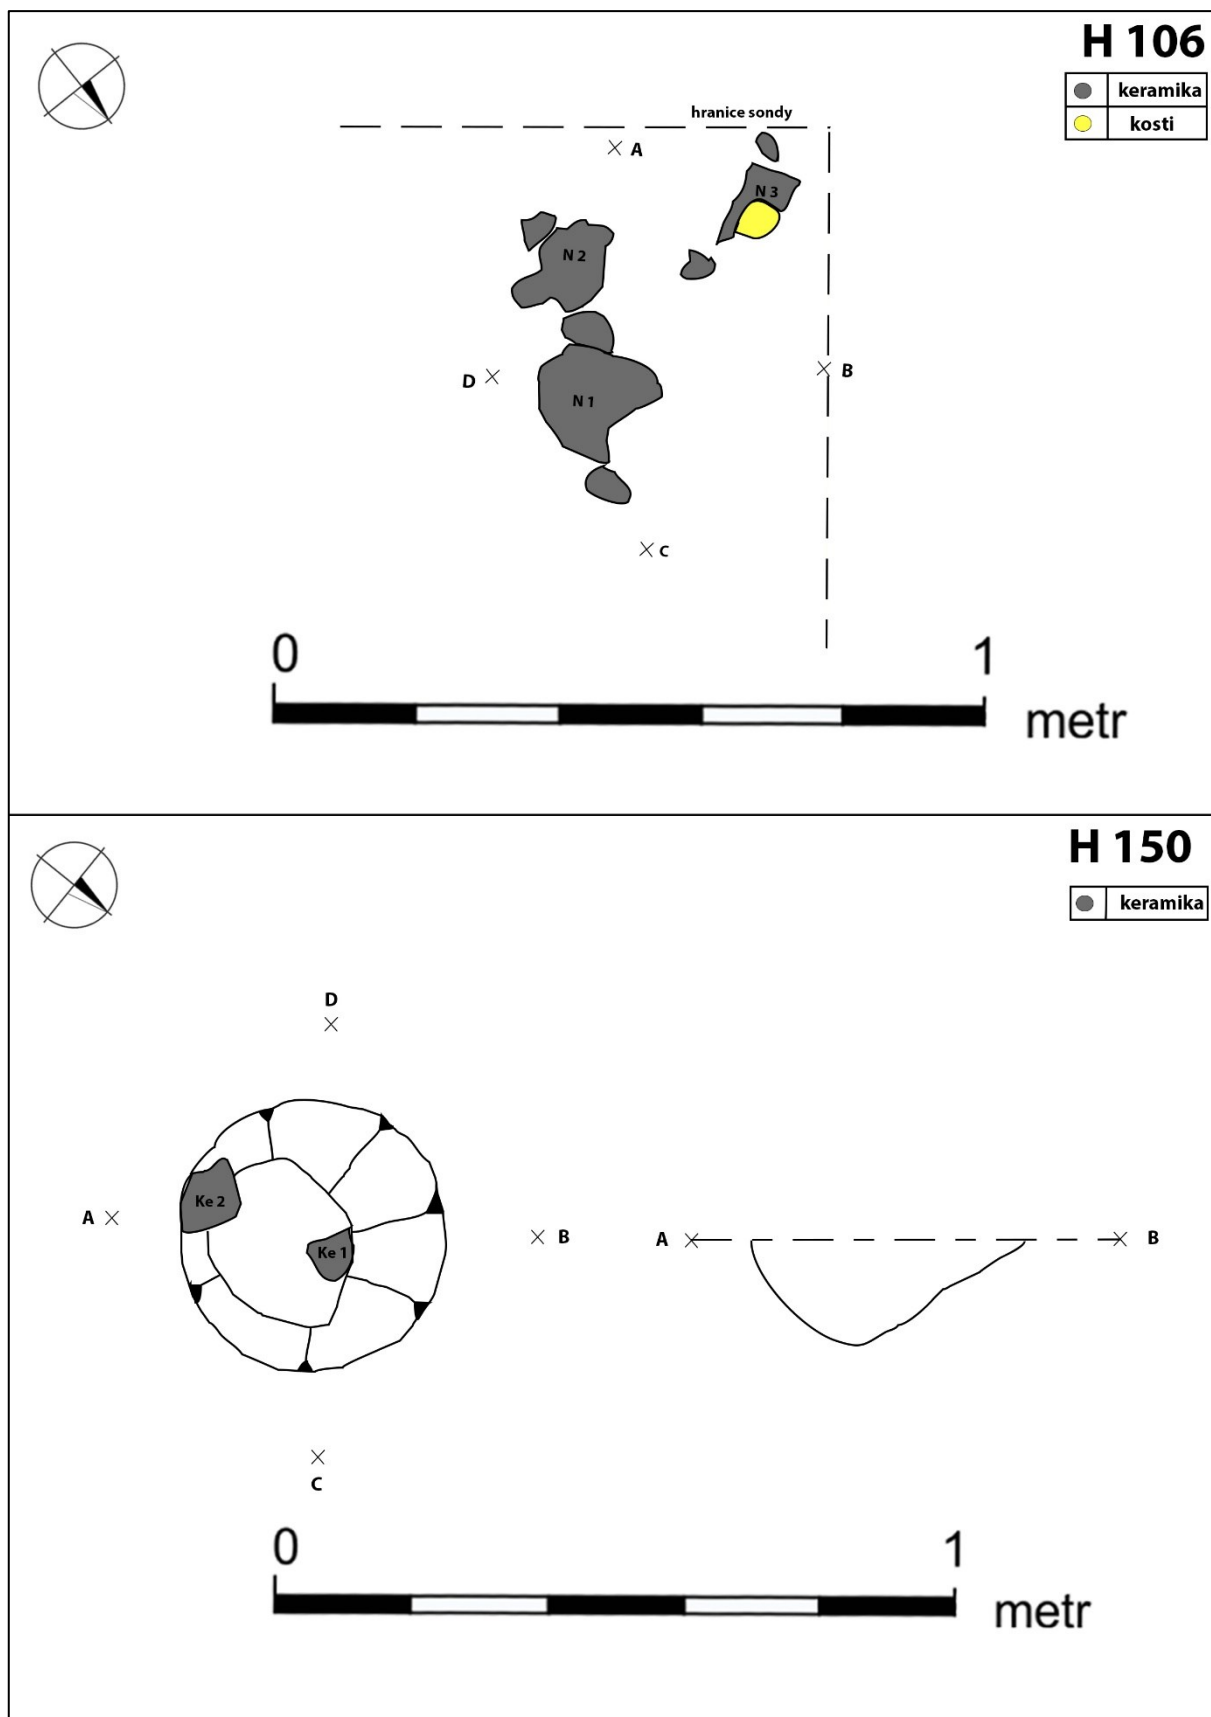 H 106
keramika
kosti
hranice sondy
A
N 3
N 2
D
B
N 1
C
0 1
metr
H 150
keramika
D
Ke 2
A
B
A
B
Ke 1
C
0 1
metr